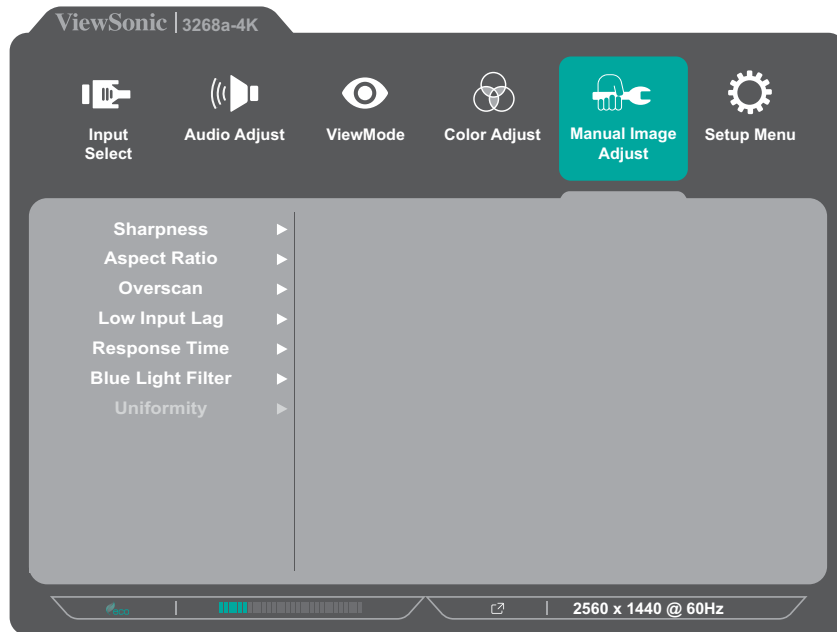 ViewSonic 3268a-4K
Input
Select
Audio Adjust
ViewMode
Color Adjust
Manual Image
Adjust
Setup Menu
Sharpness
Aspect Ratio
Overscan
Low Input Lag
Response Time
Blue Light Filter
Uniformity
eco
2560 x 1440 @ 60Hz